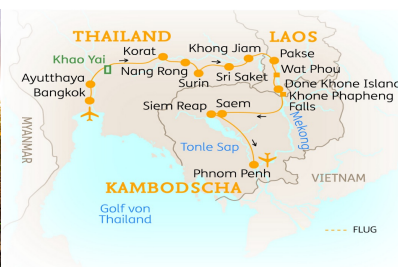 THAILAND
LAOS
Korat
Khong Jiam
Khao Yai
Pakse
Nang Rong
Wat Phou
Ayutthaya
Surin
Sri Saket
Done Khone Island
Bangkok
Khone Phapheng
Falls
Siem Reap
Saem
MYANMAR
Mekong
Tonle Sap
Phnom Penh
VIETNAM
KAMBODSCHA
Golf von
Thailand
FLUG